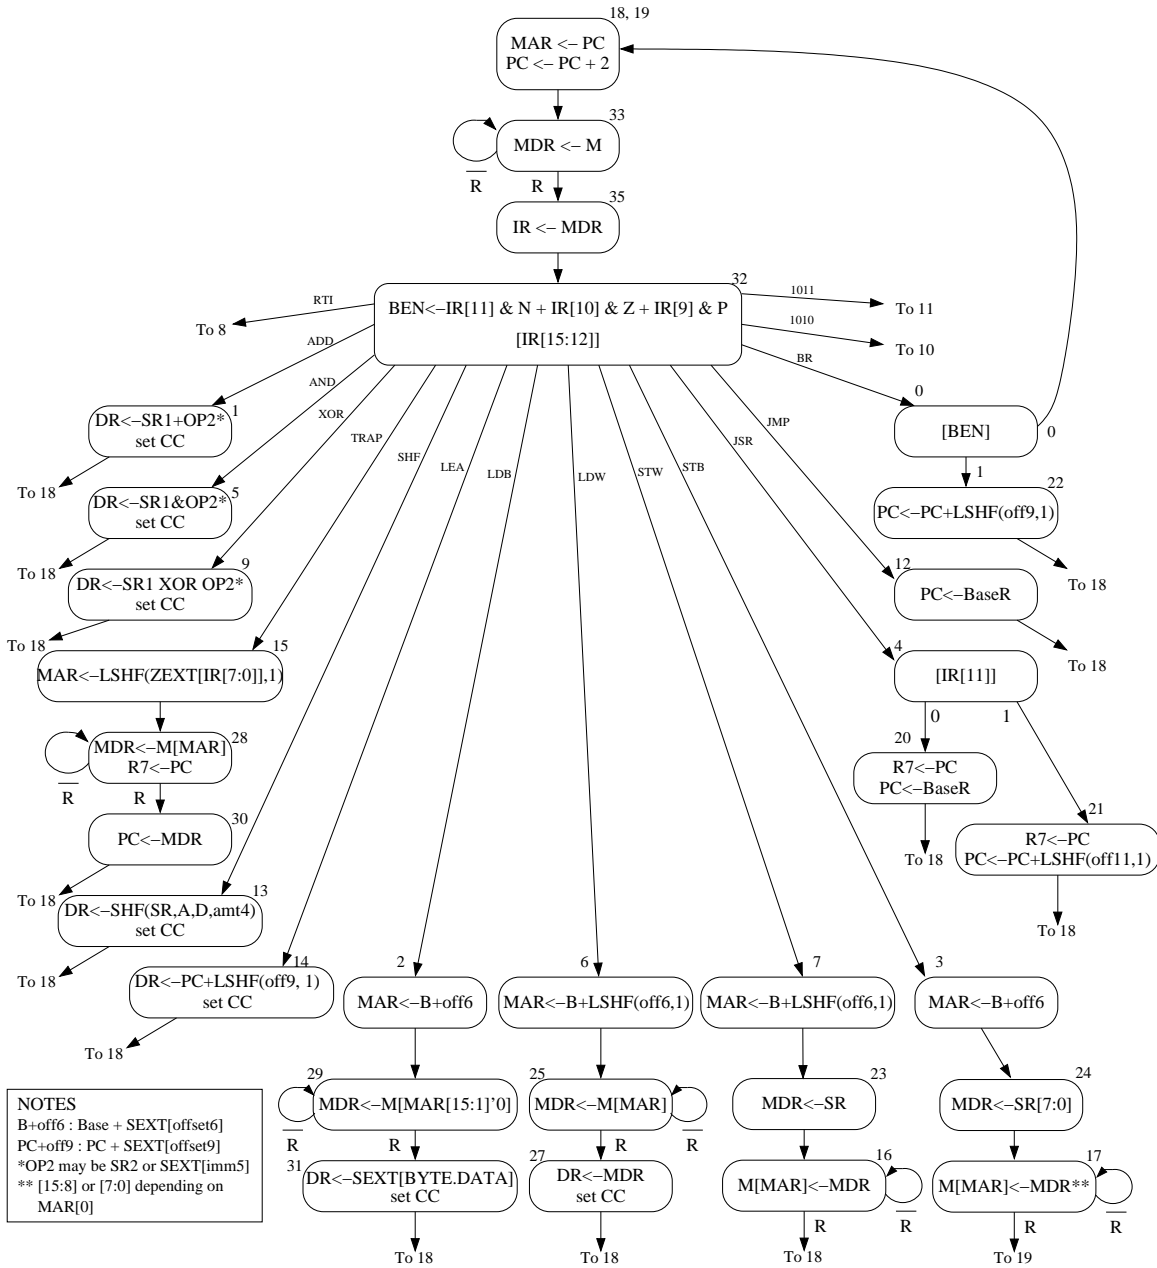 18, 19
MAR <– PC
PC <– PC + 2
33
MDR <– M
R
R
35
IR <– MDR
32
BEN<–IR[11] & N + IR[10] & Z + IR[9] & P
[IR[15:12]]
RTI
To 8
1011
To 11
1010
To 10
ADD
AND
XOR
TRAP
SHF
LEA
LDB
LDW
STW
STB
JSR
JMP
BR
1
DR<–SR1+OP2*
set CC
To 18
5
DR<–SR1&OP2*
set CC
To 18
9
DR<–SR1 XOR OP2*
set CC
To 18
15
MAR<–LSHF(ZEXT[IR[7:0]],1)
28
MDR<–M[MAR]
R7<–PC
R
R
30
PC<–MDR
To 18
13
DR<–SHF(SR,A,D,amt4)
set CC
To 18
14
DR<–PC+LSHF(off9, 1)
set CC
To 18
0
[BEN]
0
1
22
PC<–PC+LSHF(off9,1)
To 18
12
PC<–BaseR
To 18
4
[IR[11]]
0
1
20
R7<–PC
PC<–BaseR
To 18
21
R7<–PC
PC<–PC+LSHF(off11,1)
To 18
2
MAR<–B+off6
29
MDR<–M[MAR[15:1]’0]
R
R
31
DR<–SEXT[BYTE.DATA]
set CC
To 18
6
MAR<–B+LSHF(off6,1)
25
MDR<–M[MAR]
R
R
27
DR<–MDR
set CC
To 18
7
MAR<–B+LSHF(off6,1)
23
MDR<–SR
16
M[MAR]<–MDR
R
R
To 18
3
MAR<–B+off6
24
MDR<–SR[7:0]
17
M[MAR]<–MDR**
R
R
To 19
NOTES
B+off6 : Base + SEXT[offset6]
PC+off9 : PC + SEXT[offset9]
*OP2 may be SR2 or SEXT[imm5]
** [15:8] or [7:0] depending on
MAR[0]